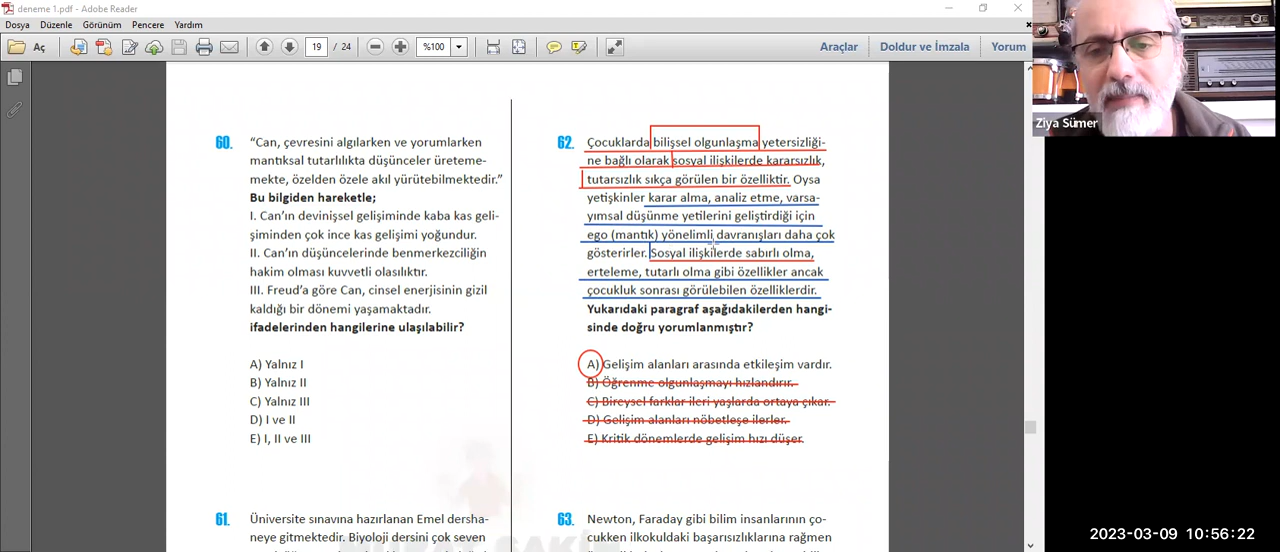 deneme 1.pdf - Adobe Reader
Dosya Düzenle Görünüm Pencere Yardım
Aç
19 / 24
%100
Araçlar
Doldur ve İmzala
Yorum
Ziya Sümer
60.
“Can, çevresini algılarken ve yorumlarken
mantıksal tutarlılıkta düşünceler üreteme-
mekte, özelden özele akıl yürütebilmektedir.”
Bu bilgiden hareketle;
I. Can’ın devinişsel gelişiminde kaba kas geli-
şiminden çok ince kas gelişimi yoğundur.
II. Can’ın düşüncelerinde benmerkezciliğin
hakim olması kuvvetli olasılıktır.
III. Freud’a göre Can, cinsel enerjisinin gizil
kaldığı bir dönemi yaşamaktadır.
ifadelerinden hangilerine ulaşılabilir?
A) Yalnız I
B) Yalnız II
C) Yalnız III
D) I ve II
E) I, II ve III
61.
Üniversite sınavına hazırlanan Emel dersha-
neye gitmektedir. Biyoloji dersini çok seven
62.
Çocuklarda bilişsel olgunlaşma yetersizliği-
ne bağlı olarak sosyal ilişkilerde kararsızlık,
tutarsızlık sıkça görülen bir özelliktir. Oysa
yetişkinler karar alma, analiz etme, varsa-
yımsal düşünme yetilerini geliştirdiği için
ego (mantık) yönelimli davranışları daha çok
gösterirler. Sosyal ilişkilerde sabırlı olma,
erteleme, tutarlı olma gibi özellikler ancak
çocukluk sonrası görülebilen özelliklerdir.
Yukarıdaki paragraf aşağıdakilerden hangi-
sinde doğru yorumlanmıştır?
A) Gelişim alanları arasında etkileşim vardır.
B) Öğrenme olgunlaşmayı hızlandırır.
C) Bireysel farklar ileri yaşlarda ortaya çıkar.
D) Gelişim alanları nöbetleşe ilerler.
E) Kritik dönemlerde gelişim hızı düşer.
63.
Newton, Faraday gibi bilim insanlarının ço-
cukken ilkokuldaki başarısızlıklarına rağmen
2023-03-09 10:56:22